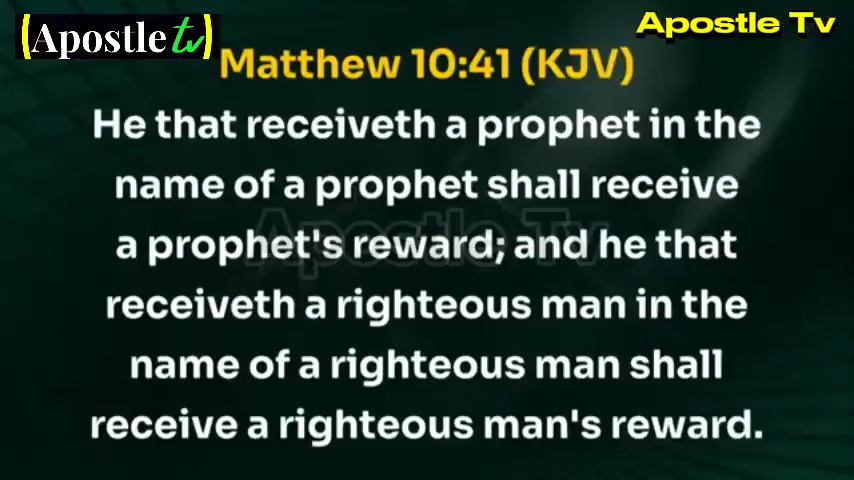 (Apostle tv)
Apostle Tv
Matthew 10:41 (KJV)
He that receiveth a prophet in the
name of a prophet shall receive
a prophet's reward; and he that
Apostle Tv
receiveth a righteous man in the
name of a righteous man shall
receive a righteous man's reward.